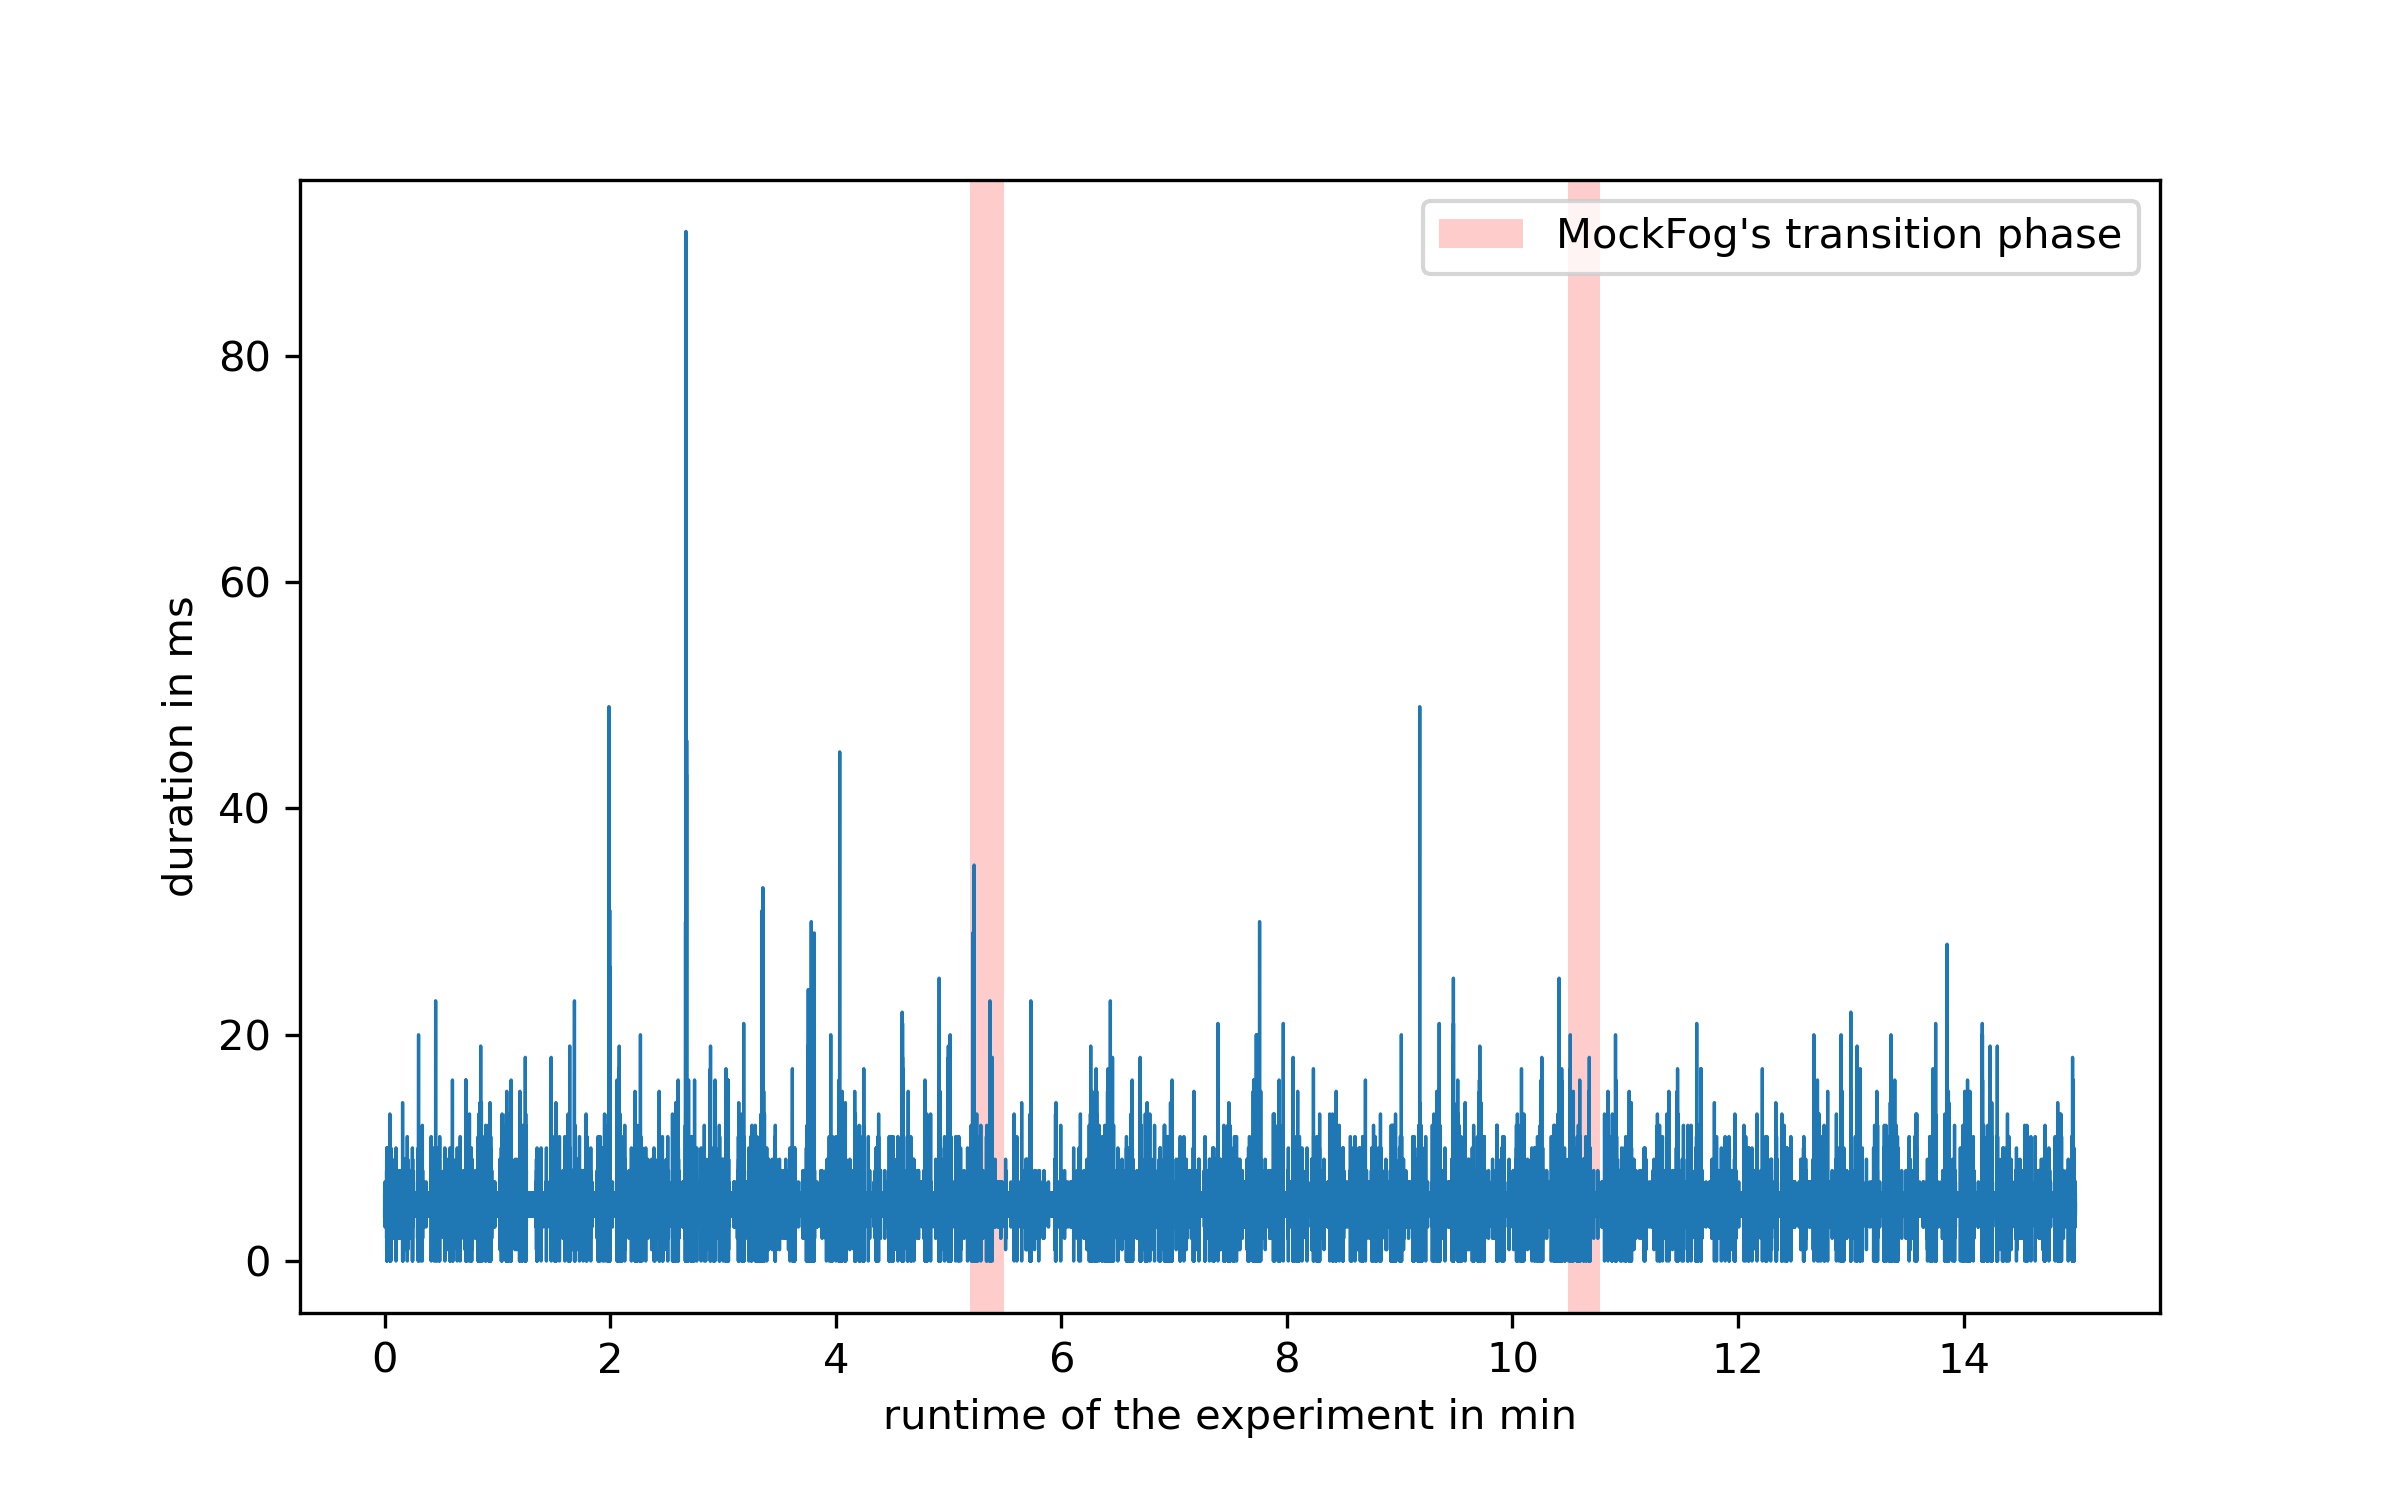 MockFog's transition phase
duration in ms
80
60
40
20
0
0 2 4 6 8 10 12 14
runtime of the experiment in min